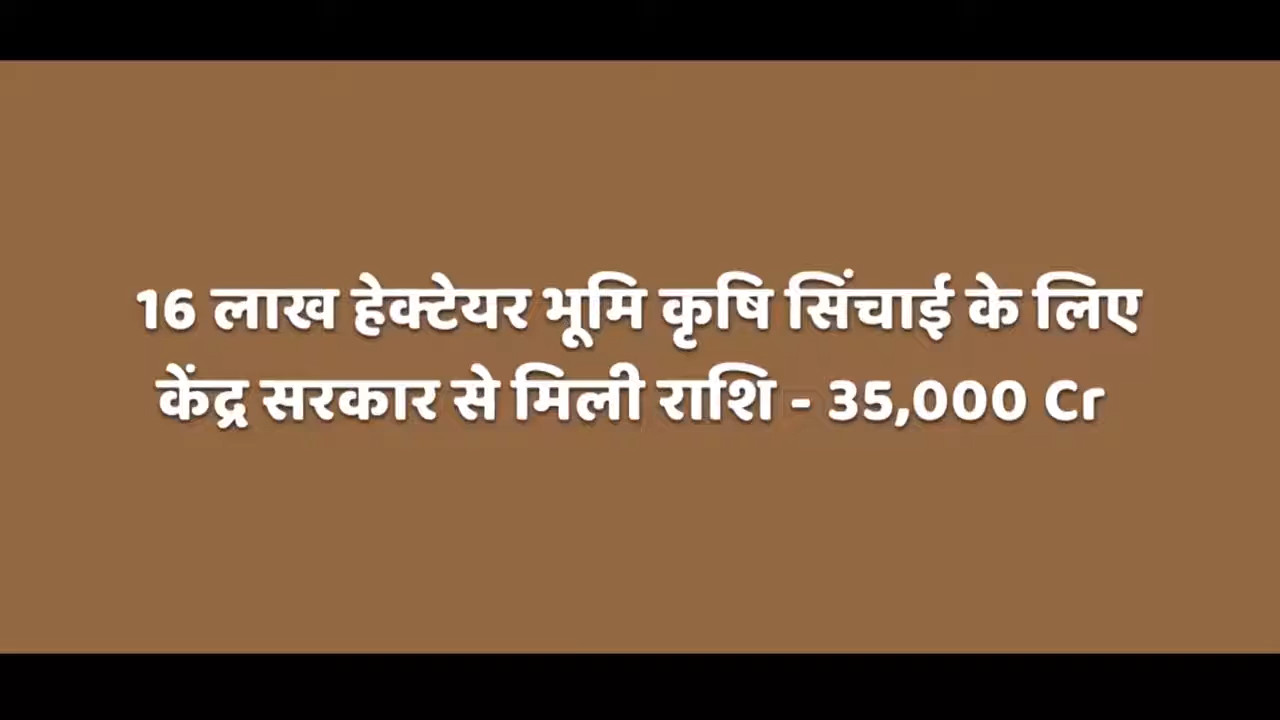 16 लाख हेक्टेयर भूमि कृषि सिंचाई के लिए
केंद्र सरकार से मिली राशि - 35,000 Cr